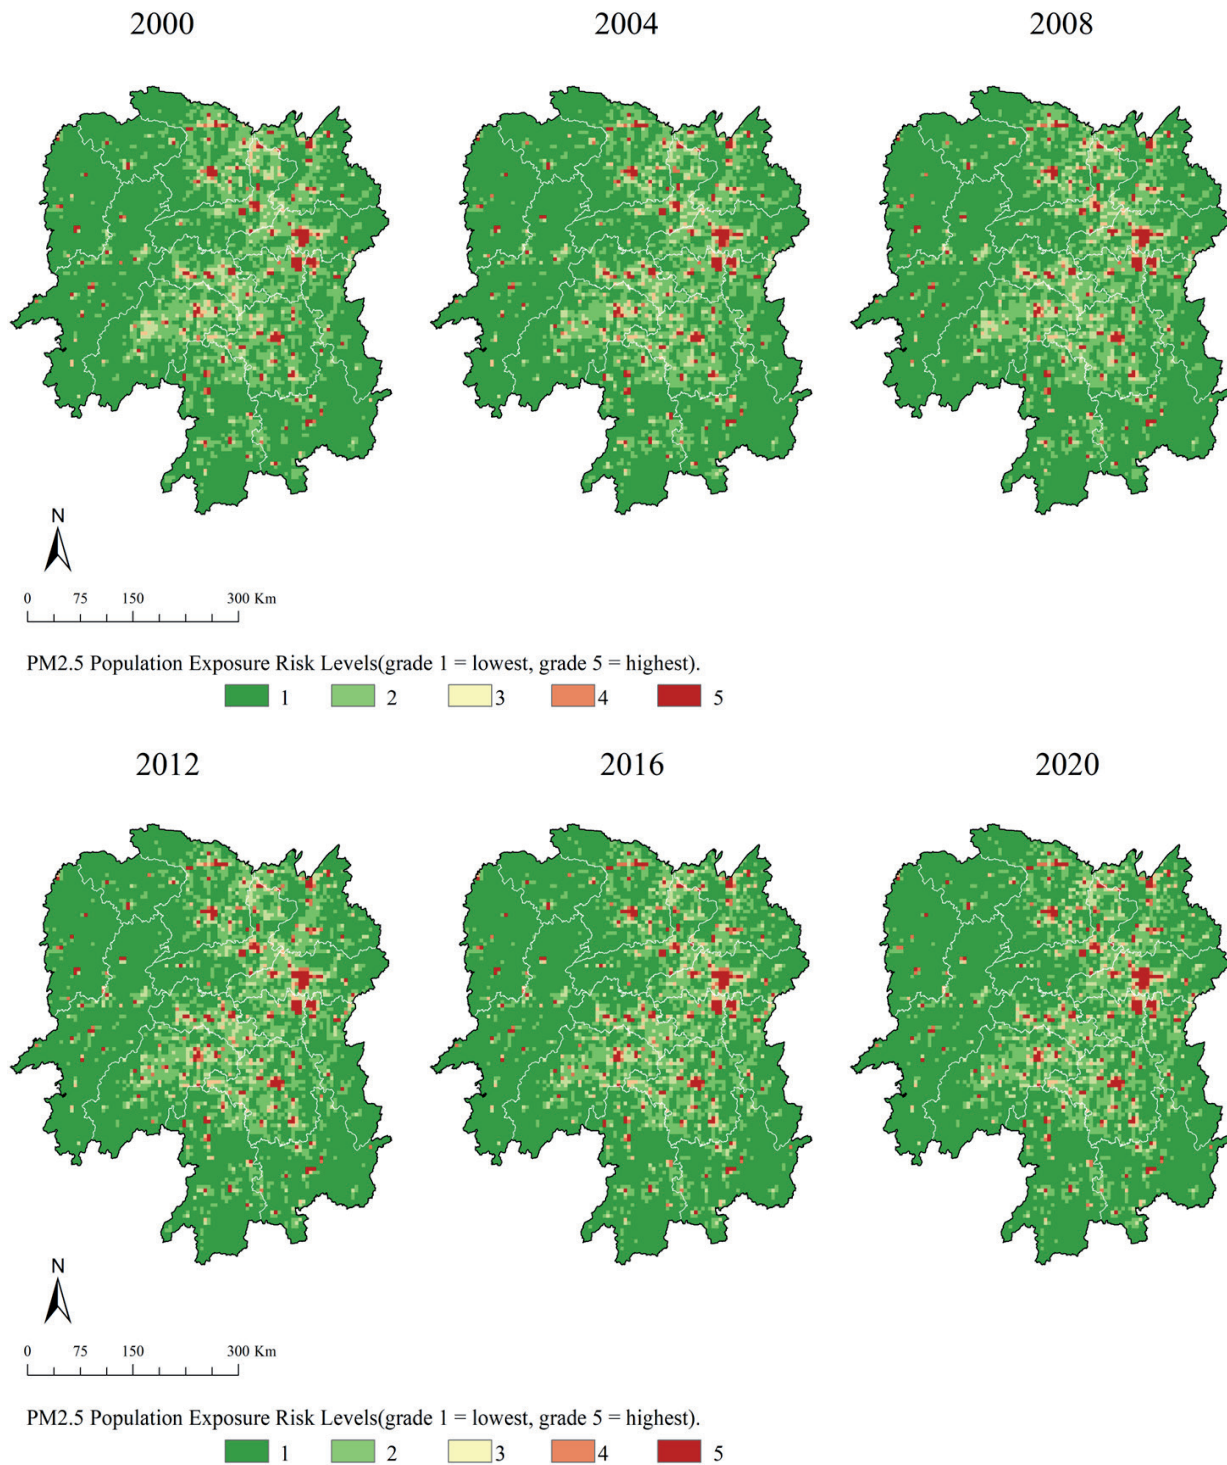 2000 2004 2008
N
0 75 150 300 Km
PM2.5 Population Exposure Risk Levels(grade 1 = lowest, grade 5 = highest).
1 2 3 4 5
2012 2016 2020
N
0 75 150 300 Km
PM2.5 Population Exposure Risk Levels(grade 1 = lowest, grade 5 = highest).
1 2 3 4 5